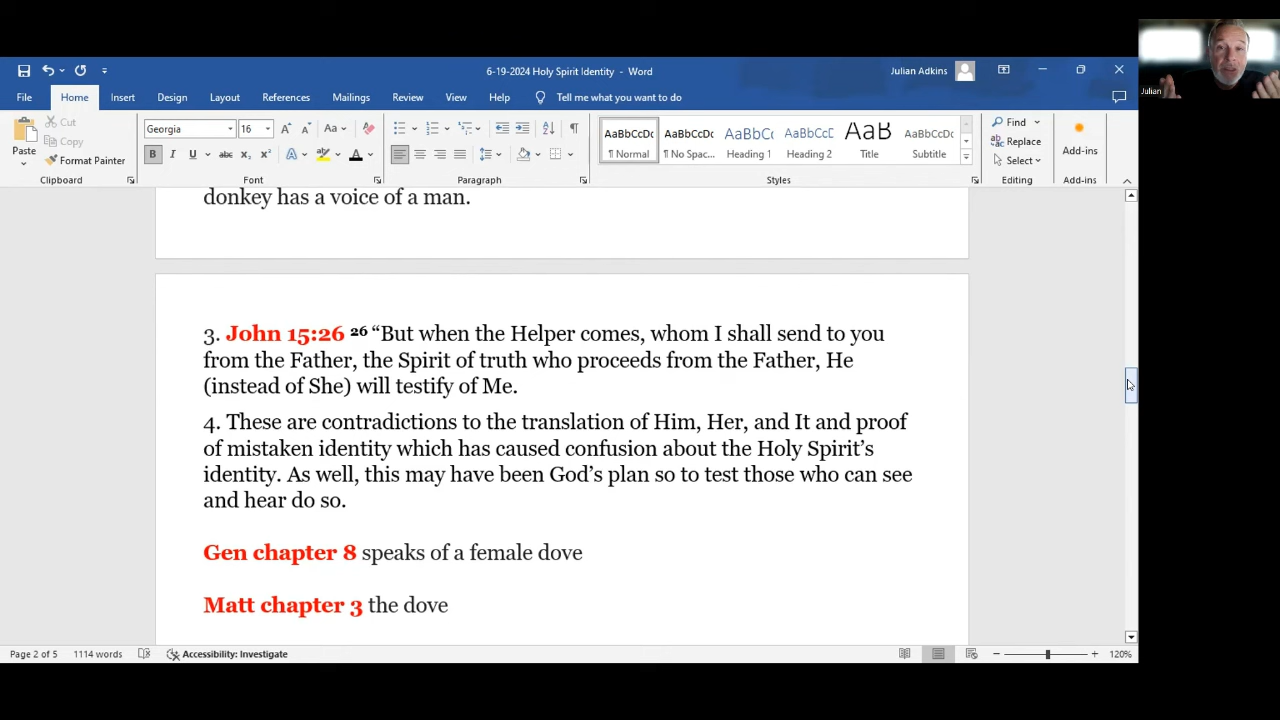 6-19-2024 Holy Spirit Identity - Word
Julian Adkins
File Home Insert Design Layout References Mailings Review View Help Tell me what you want to do
Paste
Cut
Copy
Format Painter
Clipboard
Georgia 16
Font
Paragraph
AaBbCcDc AaBbCcDc AaBbCc AaBbCcE AaB AaBbCcDc
¶ Normal ¶ No Spac... Heading 1 Heading 2 Title Subtitle
Styles
Find
Replace
Select
Editing
Add-ins
Add-ins
Julian
donkey has a voice of a man.
3. John 15:26 26 “But when the Helper comes, whom I shall send to you
from the Father, the Spirit of truth who proceeds from the Father, He
(instead of She) will testify of Me.
4. These are contradictions to the translation of Him, Her, and It and proof
of mistaken identity which has caused confusion about the Holy Spirit’s
identity. As well, this may have been God’s plan so to test those who can see
and hear do so.
Gen chapter 8 speaks of a female dove
Matt chapter 3 the dove
Page 2 of 5 1114 words Accessibility: Investigate 120%